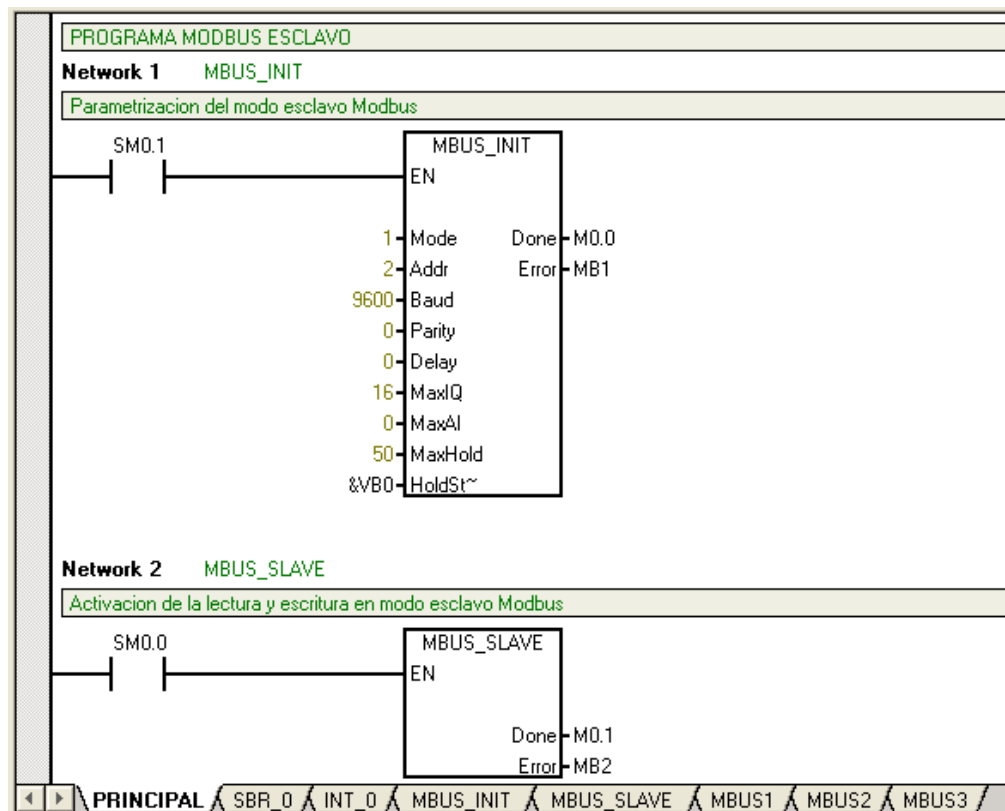 PROGRAMA MODBUS ESCLAVO
Network 1 MBUS_INIT
Parametrizacion del modo esclavo Modbus
SM0.1 MBUS_INIT
EN
1 Mode Done M0.0
2 Addr Error MB1
9600 Baud
0 Parity
0 Delay
16 MaxIQ
0 MaxAI
50 MaxHold
&VB0 HoldSt~
Network 2 MBUS_SLAVE
Activacion de la lectura y escritura en modo esclavo Modbus
SM0.0 MBUS_SLAVE
EN
Done M0.1
Error MB2
PRINCIPAL SBR_0 INT_0 MBUS_INIT MBUS_SLAVE MBUS1 MBUS2 MBUS3